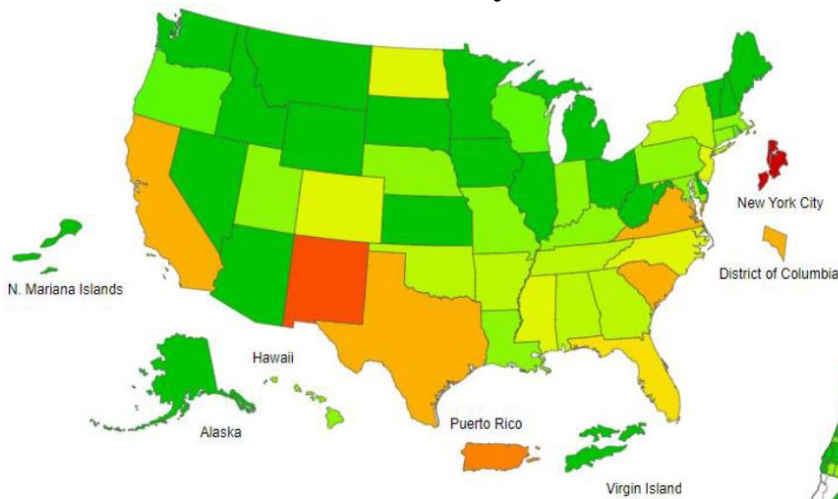 New York City
District of Columbia
N. Mariana Islands
Hawaii
Alaska
Puerto Rico
Virgin Island